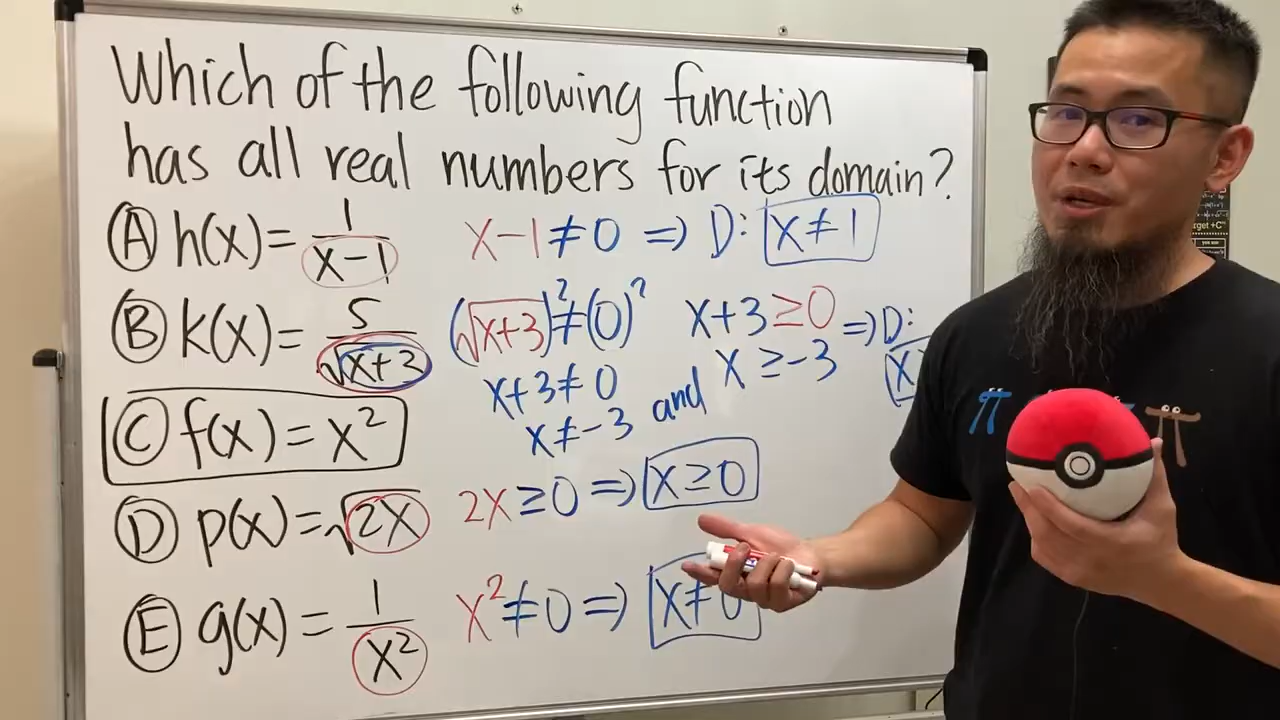 Which of the following function
has all real numbers for its domain?
Ⓐ h(x) = 1/(x-1) x-1 ≠ 0 ⇒ D: x ≠ 1
Ⓑ k(x) = 5/√(x+3) (√(x+3))² ≠ (0)² x+3 ≥ 0 ⇒ D:
x+3 ≠ 0 x ≥ -3 x
x ≠ -3 and
Ⓒ f(x) = x²
Ⓓ p(x) = √(2x) 2x ≥ 0 ⇒ x ≥ 0
Ⓔ g(x) = 1/x² x² ≠ 0 ⇒ x ≠ 0